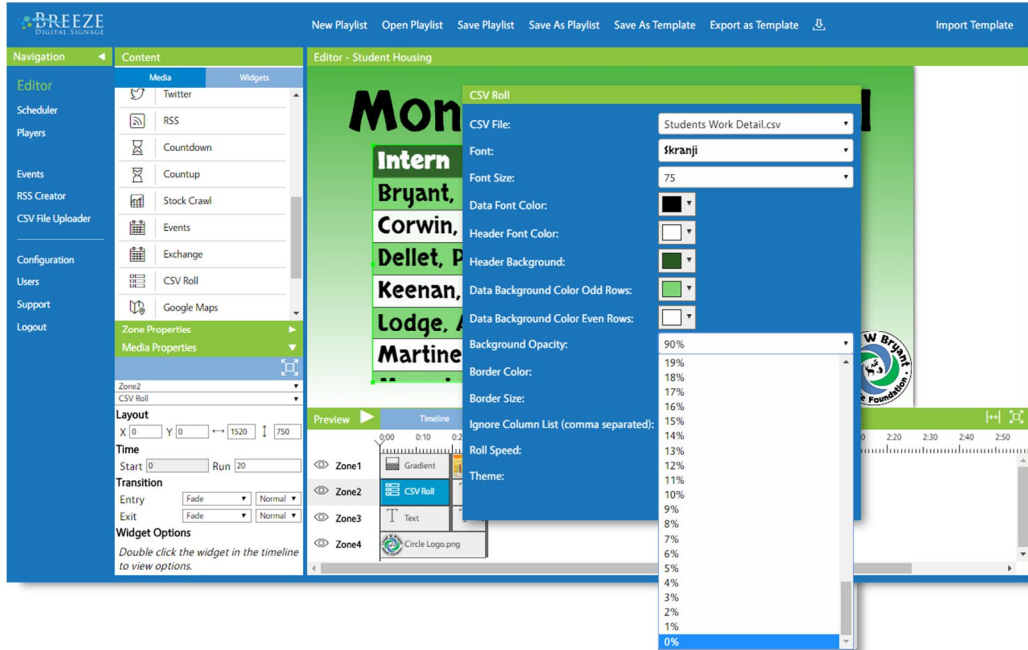 BREEZE
DIGITAL SIGNAGE
New Playlist Open Playlist Save Playlist Save As Playlist Save As Template Export as Template Import Template
Navigation
Editor
Scheduler
Players
Events
RSS Creator
CSV File Uploader
Configuration
Users
Support
Logout
Content
Media Widgets
Twitter
RSS
Countdown
Countup
Stock Crawl
Events
Exchange
CSV Roll
Google Maps
Zone Properties
Media Properties
Zone2
CSV Roll
Layout
X 0 Y 0 1520 750
Time
Start 0 Run 20
Transition
Entry Fade Normal
Exit Fade Normal
Widget Options
Double click the widget in the timeline
to view options.
Editor - Student Housing
Mon
Intern
Bryant,
Corwin,
Dellet, P
Keenan,
Lodge, A
Martine
W Bryant
Foundation
CSV Roll
CSV File: Students Work Detail.csv
Font: Skranji
Font Size: 75
Data Font Color:
Header Font Color:
Header Background:
Data Background Color Odd Rows:
Data Background Color Even Rows:
Background Opacity: 90%
Border Color:
Border Size:
Ignore Column List (comma separated):
Roll Speed:
Theme:
19%
18%
17%
16%
15%
14%
13%
12%
11%
10%
9%
8%
7%
6%
5%
4%
3%
2%
1%
0%
Preview Timeline
0:00 0:10 2:20 2:30 2:40 2:50
Zone1 Gradient
Zone2 CSV Roll
Zone3 Text
Zone4 Circle Logo.png